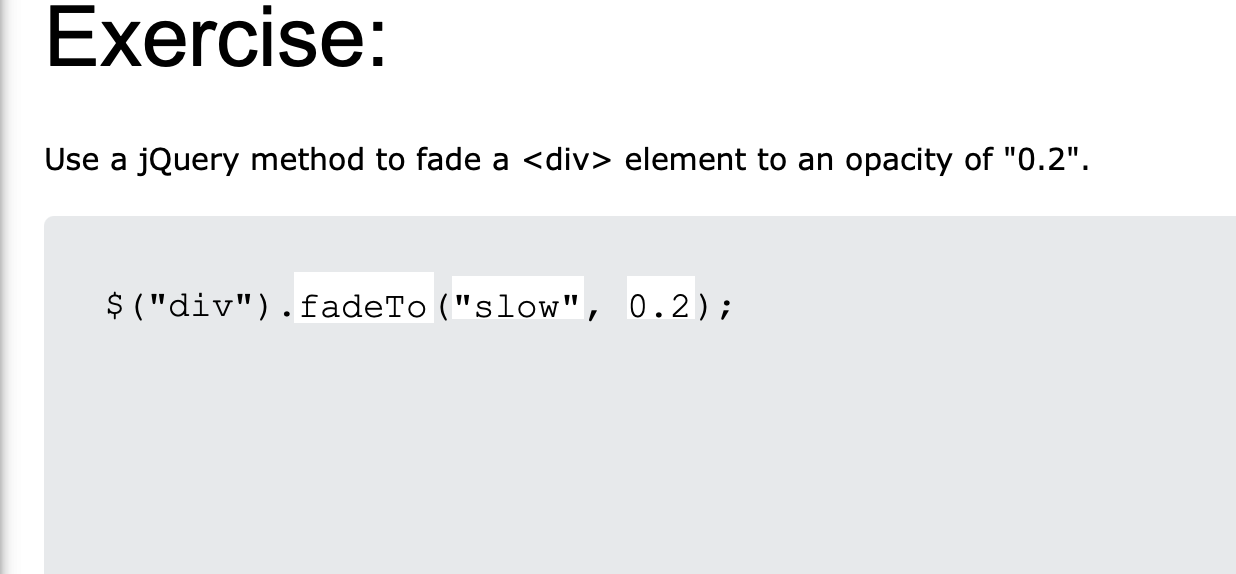 Exercise:
Use a jQuery method to fade a <div> element to an opacity of "0.2".
$("div").fadeTo("slow", 0.2);